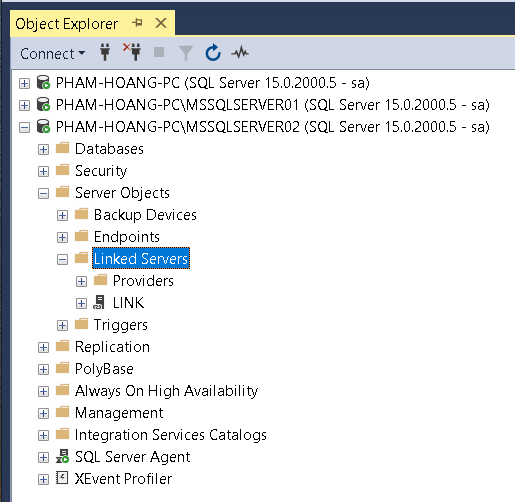 Object Explorer
Connect
PHAM-HOANG-PC (SQL Server 15.0.2000.5 - sa)
PHAM-HOANG-PC\MSSQLSERVER01 (SQL Server 15.0.2000.5 - sa)
PHAM-HOANG-PC\MSSQLSERVER02 (SQL Server 15.0.2000.5 - sa)
Databases
Security
Server Objects
Backup Devices
Endpoints
Linked Servers
Providers
LINK
Triggers
Replication
PolyBase
Always On High Availability
Management
Integration Services Catalogs
SQL Server Agent
XEvent Profiler